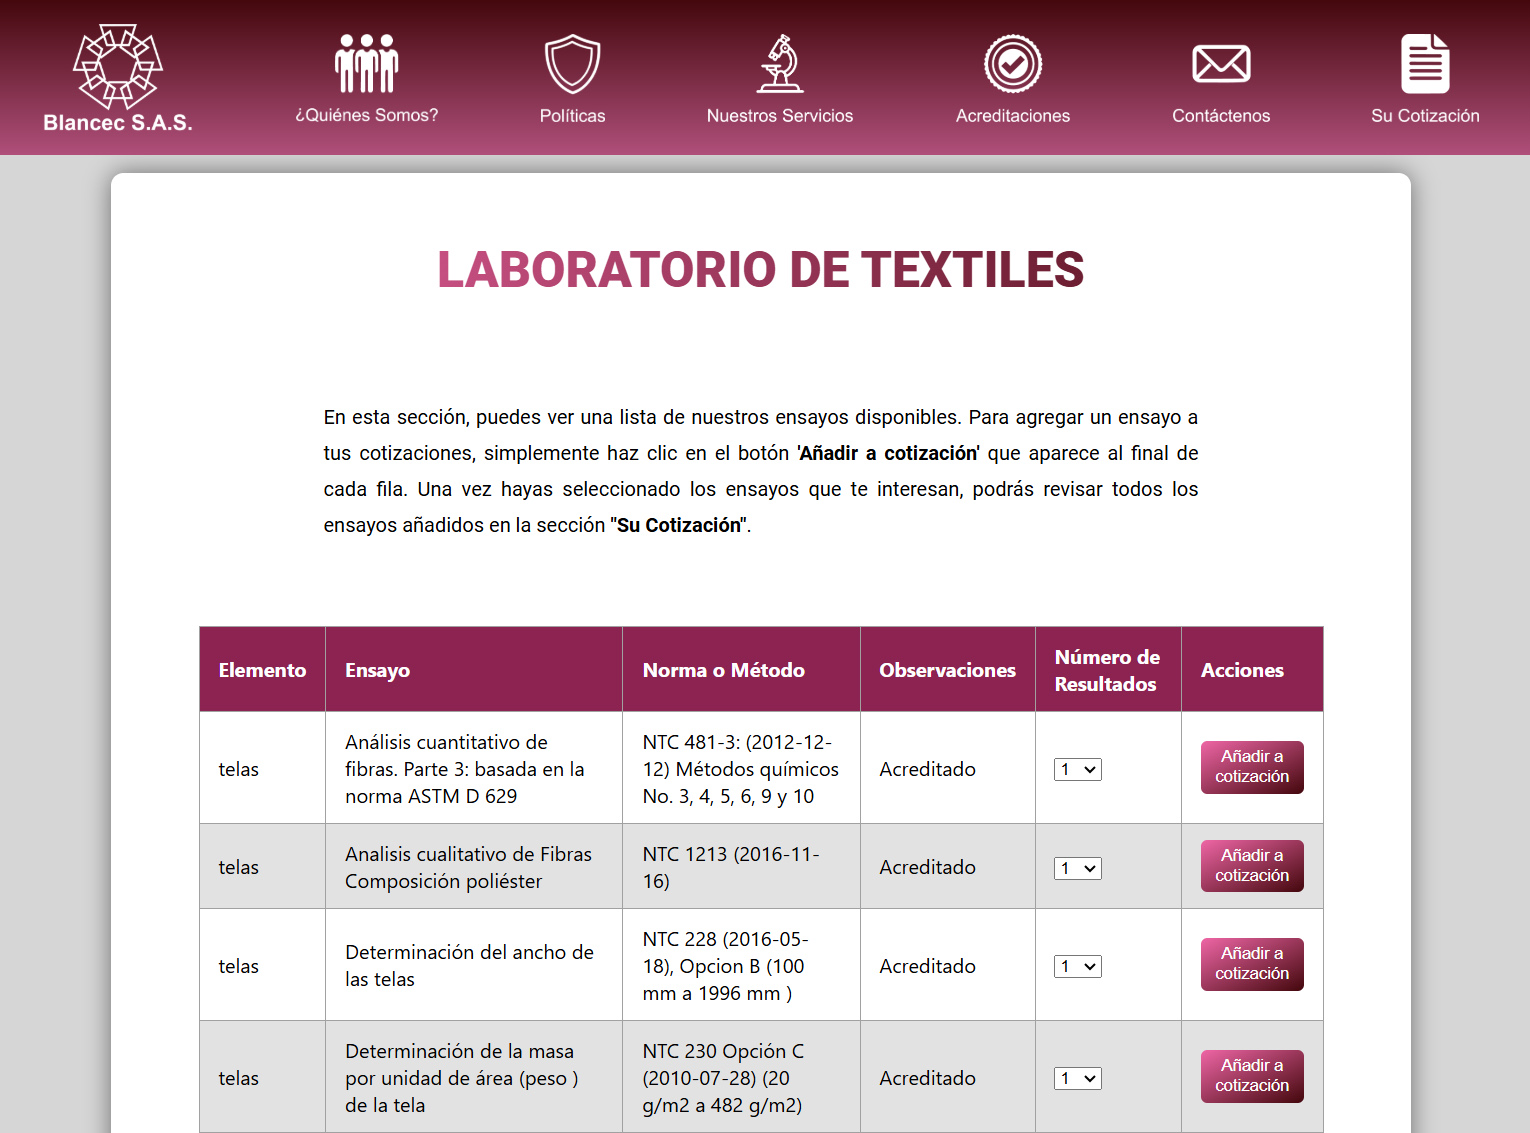 Blancec S.A.S.
¿Quiénes Somos?
Políticas
Nuestros Servicios
Acreditaciones
Contáctenos
Su Cotización
LABORATORIO DE TEXTILES
En esta sección, puedes ver una lista de nuestros ensayos disponibles. Para agregar un ensayo a
tus cotizaciones, simplemente haz clic en el botón 'Añadir a cotización' que aparece al final de
cada fila. Una vez hayas seleccionado los ensayos que te interesan, podrás revisar todos los
ensayos añadidos en la sección "Su Cotización".
Elemento
Ensayo
Norma o Método
Observaciones
Número de
Resultados
Acciones
telas
Análisis cuantitativo de
fibras. Parte 3: basada en la
norma ASTM D 629
NTC 481-3: (2012-12-
12) Métodos químicos
No. 3, 4, 5, 6, 9 y 10
Acreditado
1
Añadir a
cotización
telas
Analisis cualitativo de Fibras
Composición poliéster
NTC 1213 (2016-11-
16)
Acreditado
1
Añadir a
cotización
telas
Determinación del ancho de
las telas
NTC 228 (2016-05-
18), Opcion B (100
mm a 1996 mm )
Acreditado
1
Añadir a
cotización
telas
Determinación de la masa
por unidad de área (peso )
de la tela
NTC 230 Opción C
(2010-07-28) (20
g/m2 a 482 g/m2)
Acreditado
1
Añadir a
cotización